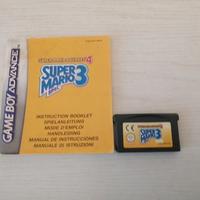 GAME BOY ADVANCE
SUPER MARIO ADVANCE 4
SUPER
MARIO
BROS. 3
INSTRUCTION BOOKLET
SPIELANLEITUNG
MODE D'EMPLOI
HANDLEIDING
MANUAL DE INSTRUCCIONES
MANUALE DI ISTRUZIONI
SUPER
MARIO
3